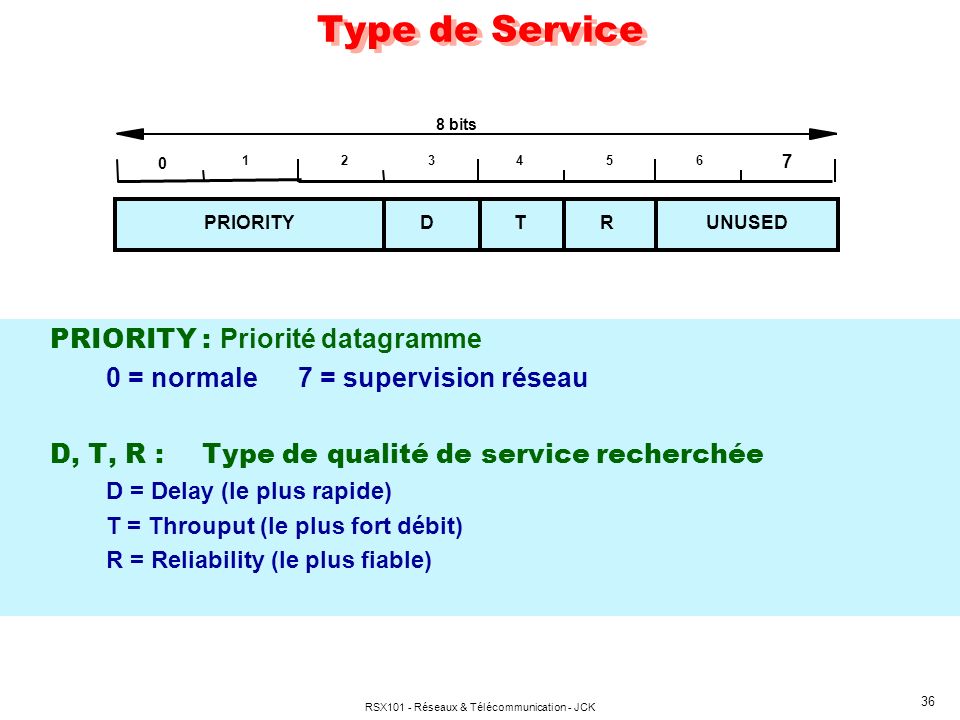 Type de Service
8 bits
0 1 2 3 4 5 6 7
PRIORITY D T R UNUSED
PRIORITY : Priorité datagramme
0 = normale 7 = supervision réseau
D, T, R : Type de qualité de service recherchée
D = Delay (le plus rapide)
T = Throuput (le plus fort débit)
R = Reliability (le plus fiable)
RSX101 - Réseaux & Télécommunication - JCK
36